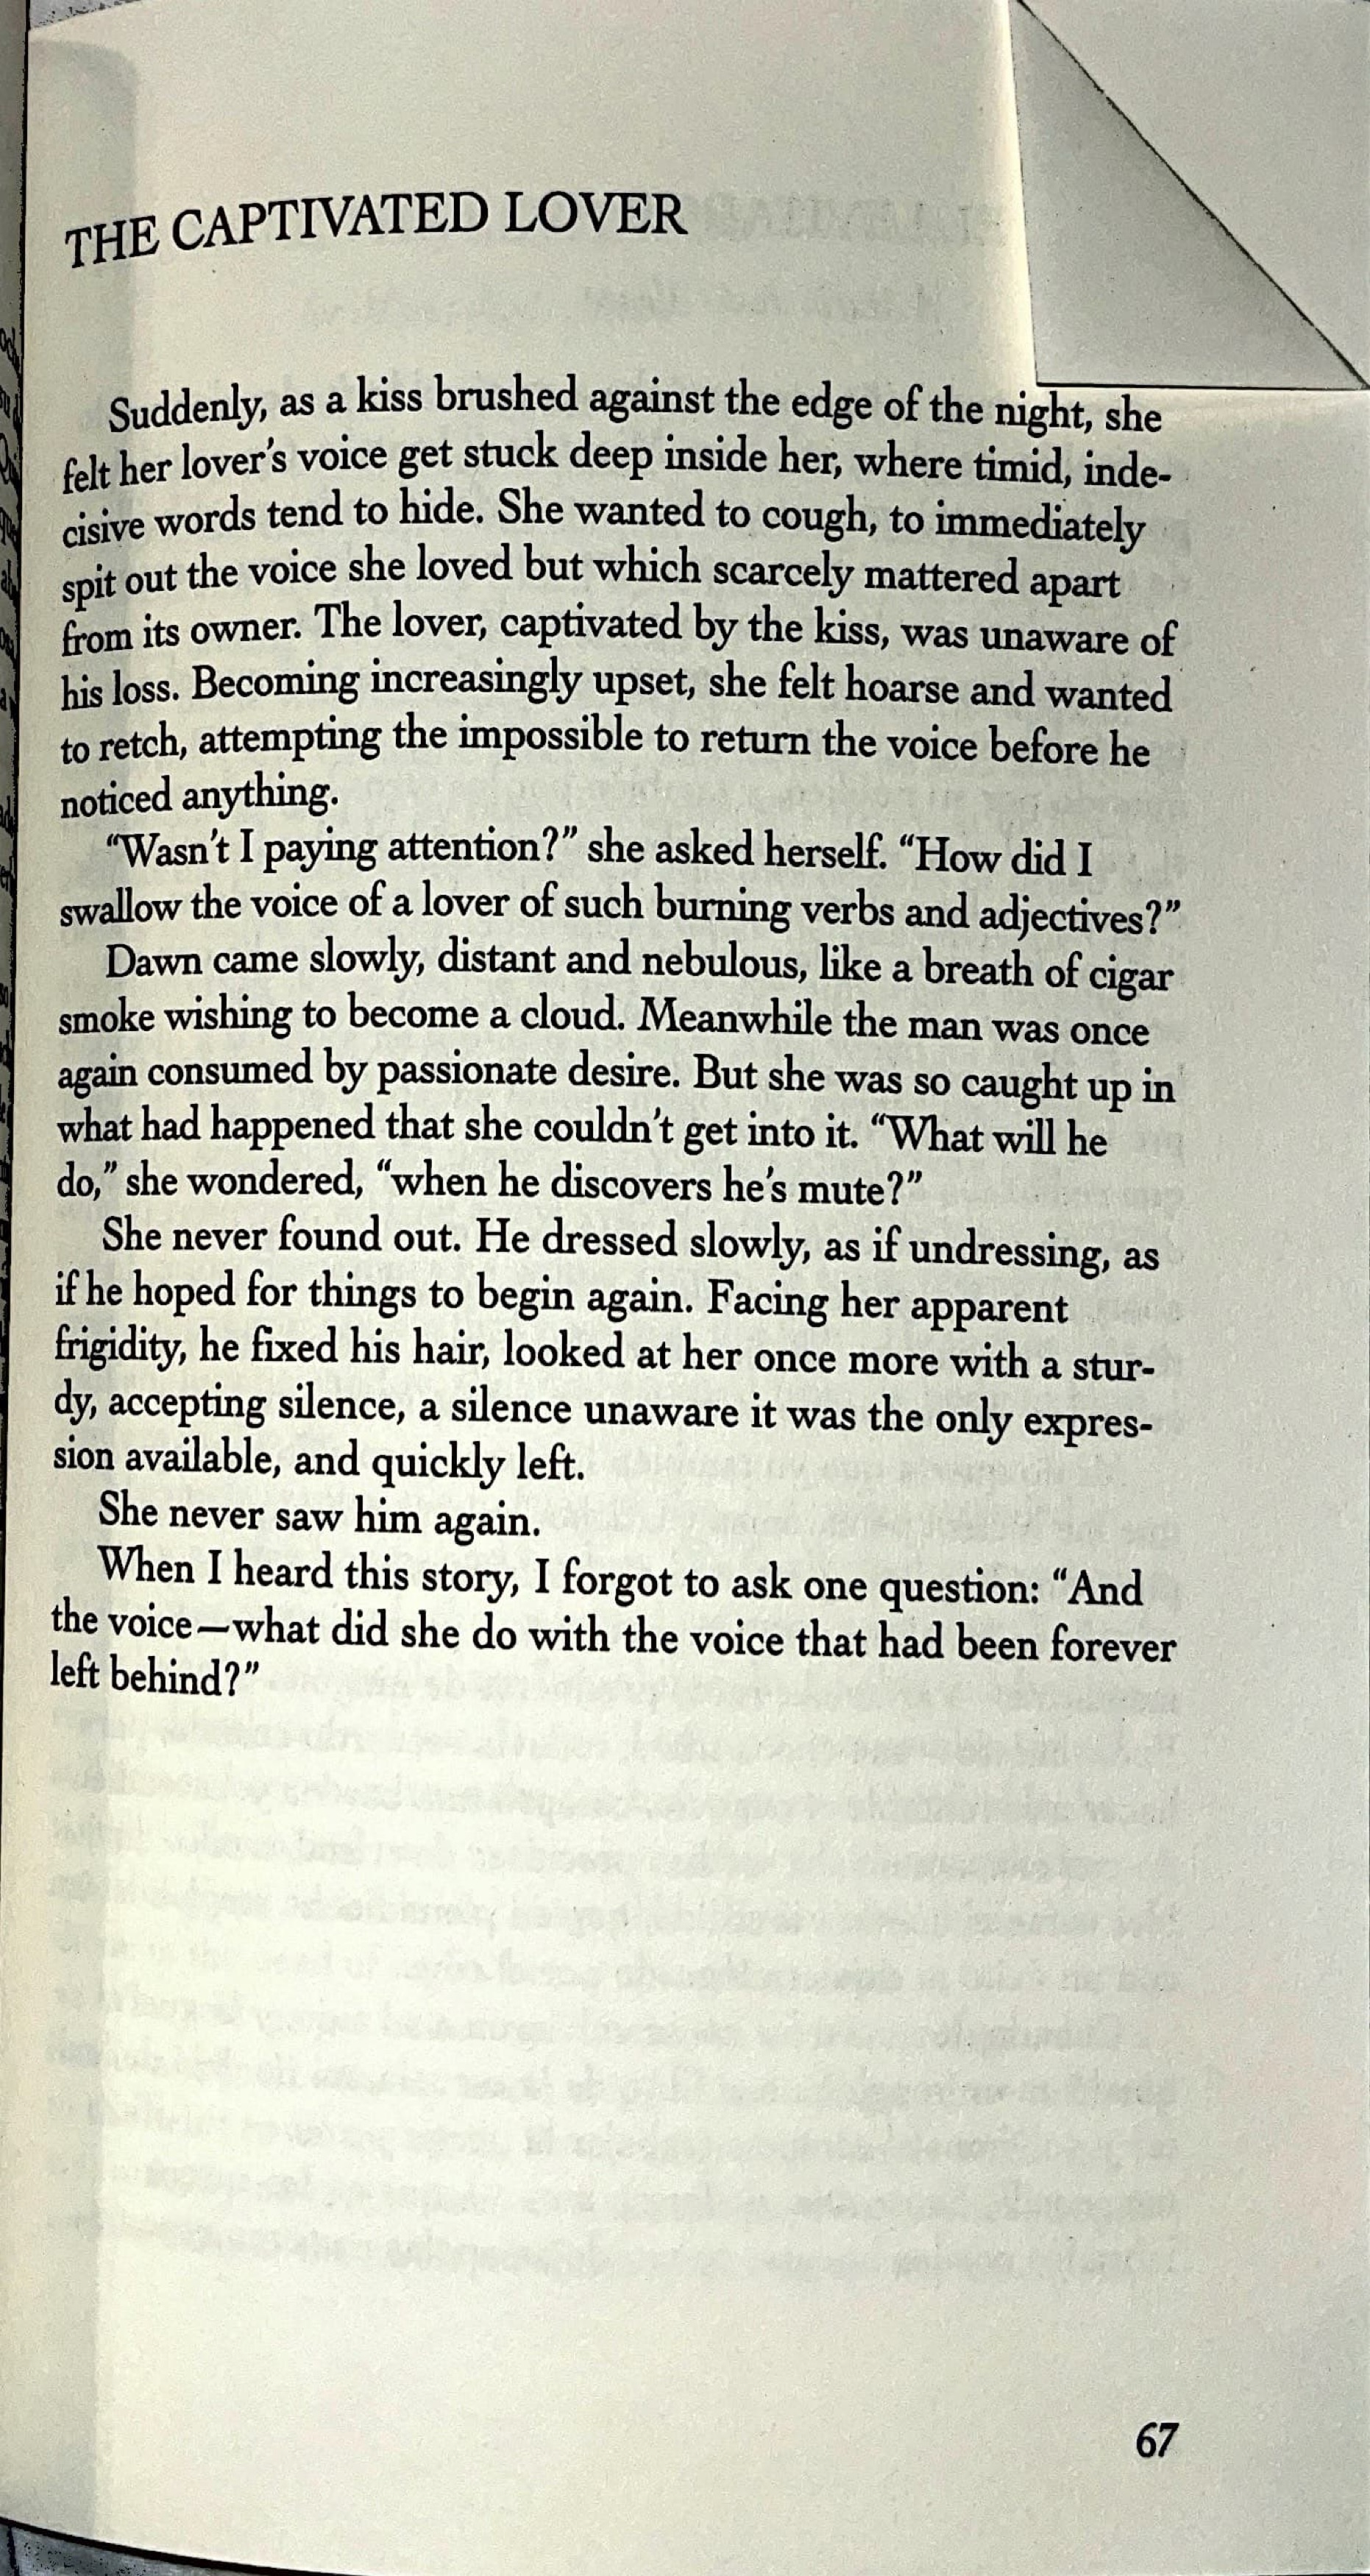 THE CAPTIVATED LOVER
Suddenly, as a kiss brushed against the edge of the night, she
felt her lover's voice get stuck deep inside her, where timid, inde-
cisive words tend to hide. She wanted to cough, to immediately
spit out the voice she loved but which scarcely mattered apart
from its owner. The lover, captivated by the kiss, was unaware of
his loss. Becoming increasingly upset, she felt hoarse and wanted
to retch, attempting the impossible to return the voice before he
noticed anything.
“Wasn't I paying attention?” she asked herself. “How did I
swallow the voice of a lover of such burning verbs and adjectives?”
Dawn came slowly, distant and nebulous, like a breath of cigar
smoke wishing to become a cloud. Meanwhile the man was once
again consumed by passionate desire. But she was so caught up in
what had happened that she couldn't get into it. “What will he
do,” she wondered, “when he discovers he's mute?”
She never found out. He dressed slowly, as if undressing, as
if he hoped for things to begin again. Facing her apparent
frigidity, he fixed his hair, looked at her once more with a stur-
dy, accepting silence, a silence unaware it was the only expres-
sion available, and quickly left.
She never saw him again.
When I heard this story, I forgot to ask one question: “And
the voice—what did she do with the voice that had been forever
left behind?”
67